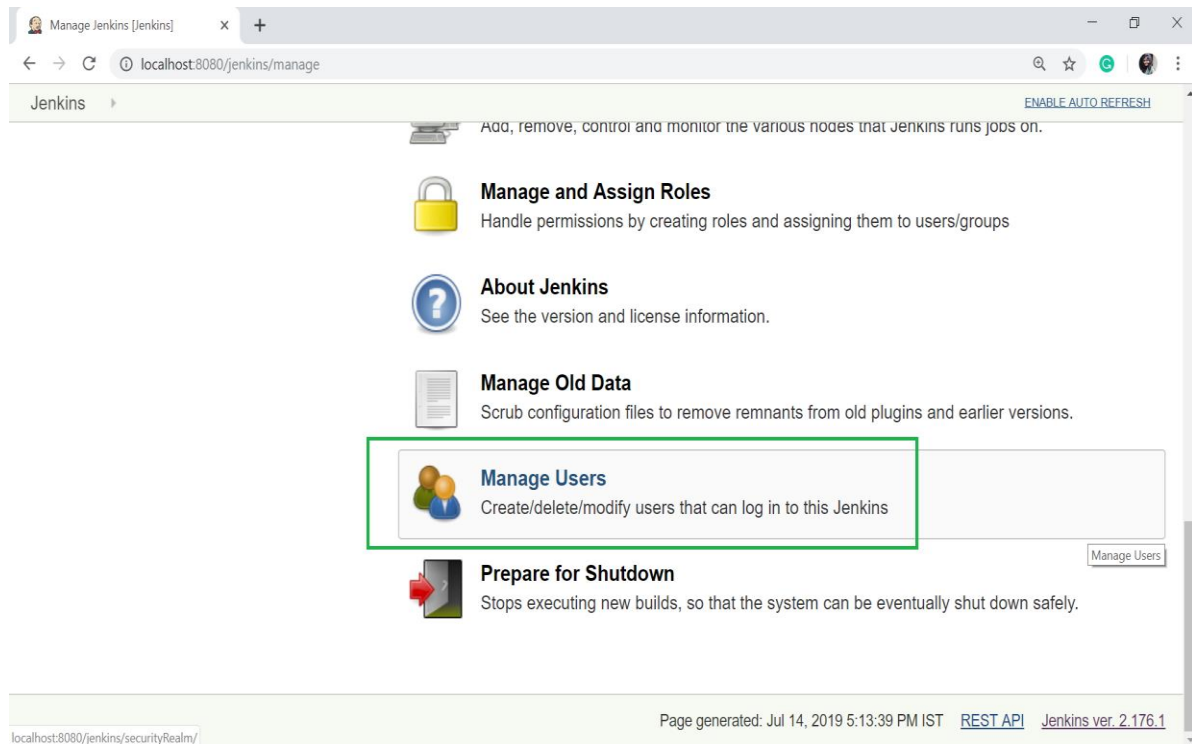 Manage Jenkins [Jenkins]
localhost:8080/jenkins/manage
Jenkins
ENABLE AUTO REFRESH
Add, remove, control and monitor the various nodes that Jenkins runs jobs on.
Manage and Assign Roles
Handle permissions by creating roles and assigning them to users/groups
About Jenkins
See the version and license information.
Manage Old Data
Scrub configuration files to remove remnants from old plugins and earlier versions.
Manage Users
Create/delete/modify users that can log in to this Jenkins
Manage Users
Prepare for Shutdown
Stops executing new builds, so that the system can be eventually shut down safely.
Page generated: Jul 14, 2019 5:13:39 PM IST REST API Jenkins ver. 2.176.1
localhost:8080/jenkins/securityRealm/